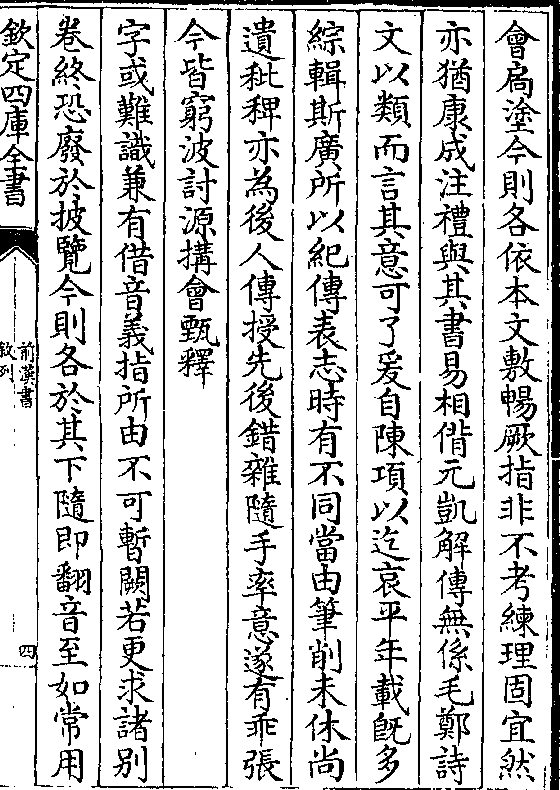 會扄塗今則各依本文敷暢厥指非不考練理固宜然
亦猶康成注禮與其書易相偕元凱解傳無係毛鄭詩
文以類而言其意可了爰自陳項以迄哀平年載旣多
綜輯斯廣所以紀傳表志時有不同當由筆削未休尚
遺秕稗亦為後人傳授先後錯雜隨手率意遂有乖張
今皆窮波討源搆會甄釋
字或難識兼有借音義指所由不可暫闕若更求諸别
卷終恐廢於披覽今則各於其下隨即翻音至如常用
欽定四庫全書
前漢書
敘列
四